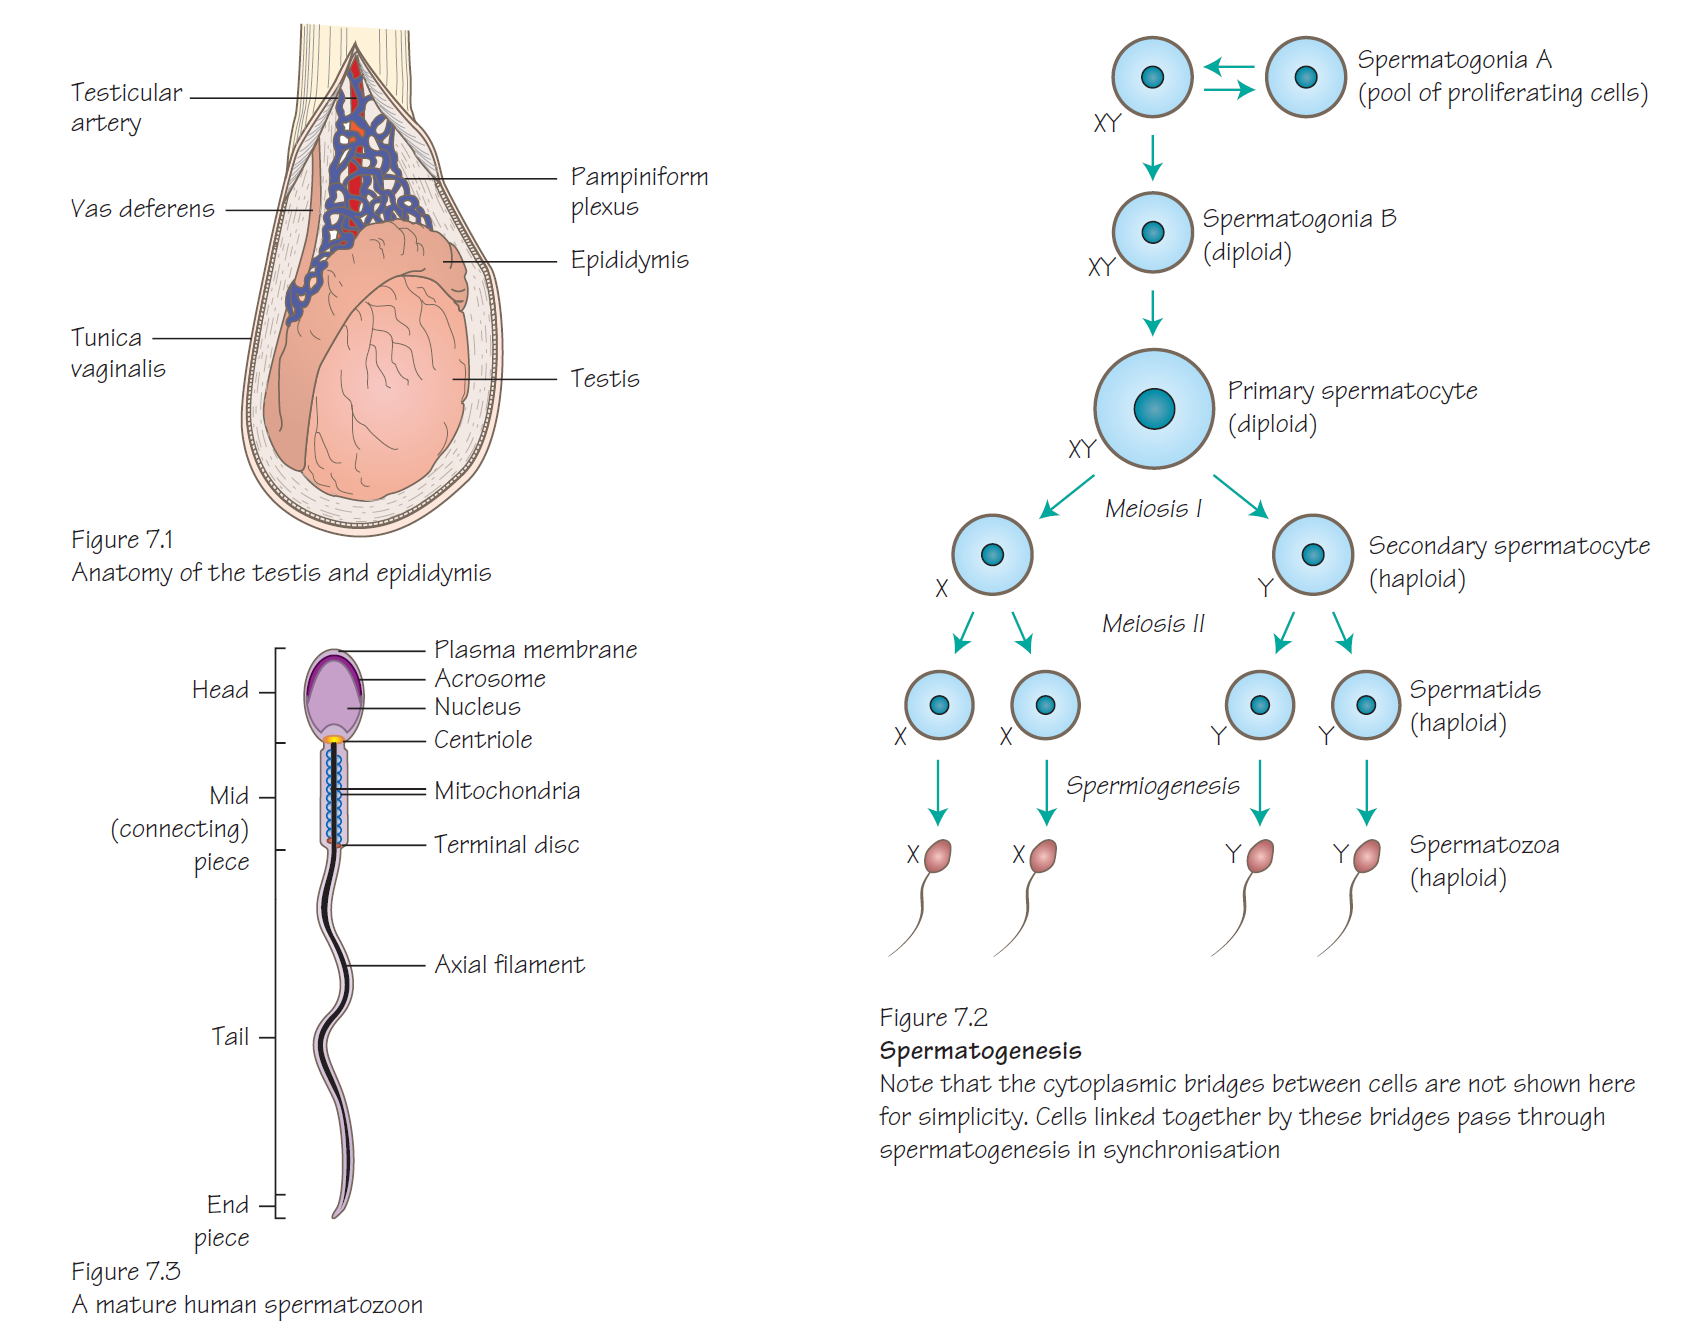 Testicular
artery
Vas deferens
Tunica
vaginalis
Pampiniform
plexus
Epididymis
Testis
Figure 7.1
Anatomy of the testis and epididymis
Head
Mid
(connecting)
piece
Tail
End
piece
Plasma membrane
Acrosome
Nucleus
Centriole
Mitochondria
Terminal disc
Axial filament
Figure 7.3
A mature human spermatozoon
Spermatogonia A
(pool of proliferating cells)
XY
Spermatogonia B
(diploid)
XY
Primary spermatocyte
(diploid)
XY
Meiosis I
Secondary spermatocyte
(haploid)
X
Y
Meiosis II
Spermatids
(haploid)
X
X
Y
Y
Spermiogenesis
X
X
Y
Y
Spermatozoa
(haploid)
Figure 7.2
Spermatogenesis
Note that the cytoplasmic bridges between cells are not shown here
for simplicity. Cells linked together by these bridges pass through
spermatogenesis in synchronisation